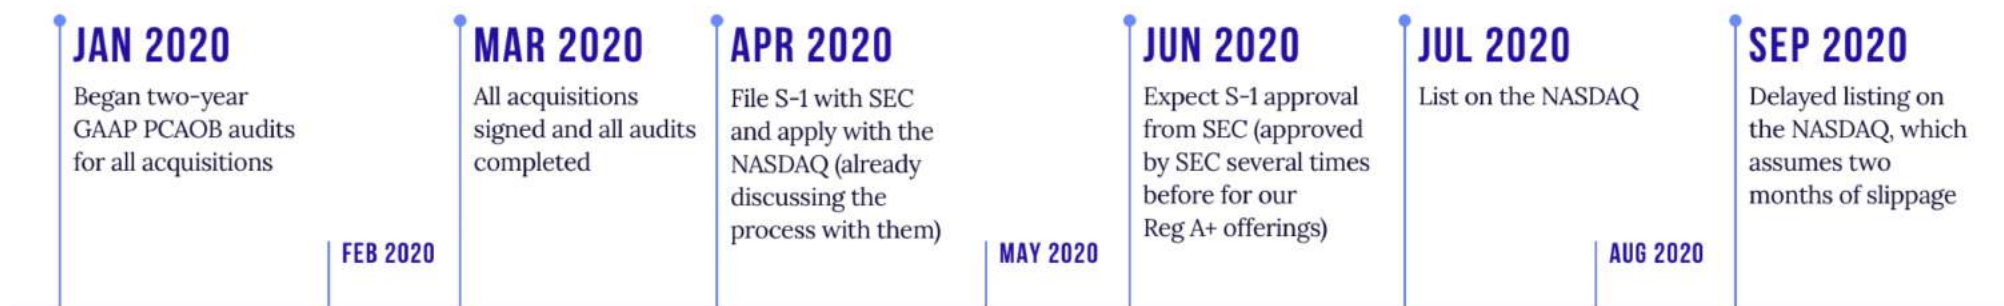 JAN 2020
Began two-year
GAAP PCAOB audits
for all acquisitions
FEB 2020
MAR 2020
All acquisitions
signed and all audits
completed
APR 2020
File S-1 with SEC
and apply with the
NASDAQ (already
discussing the
process with them)
MAY 2020
JUN 2020
Expect S-1 approval
from SEC (approved
by SEC several times
before for our
Reg A+ offerings)
JUL 2020
List on the NASDAQ
AUG 2020
SEP 2020
Delayed listing on
the NASDAQ, which
assumes two
months of slippage